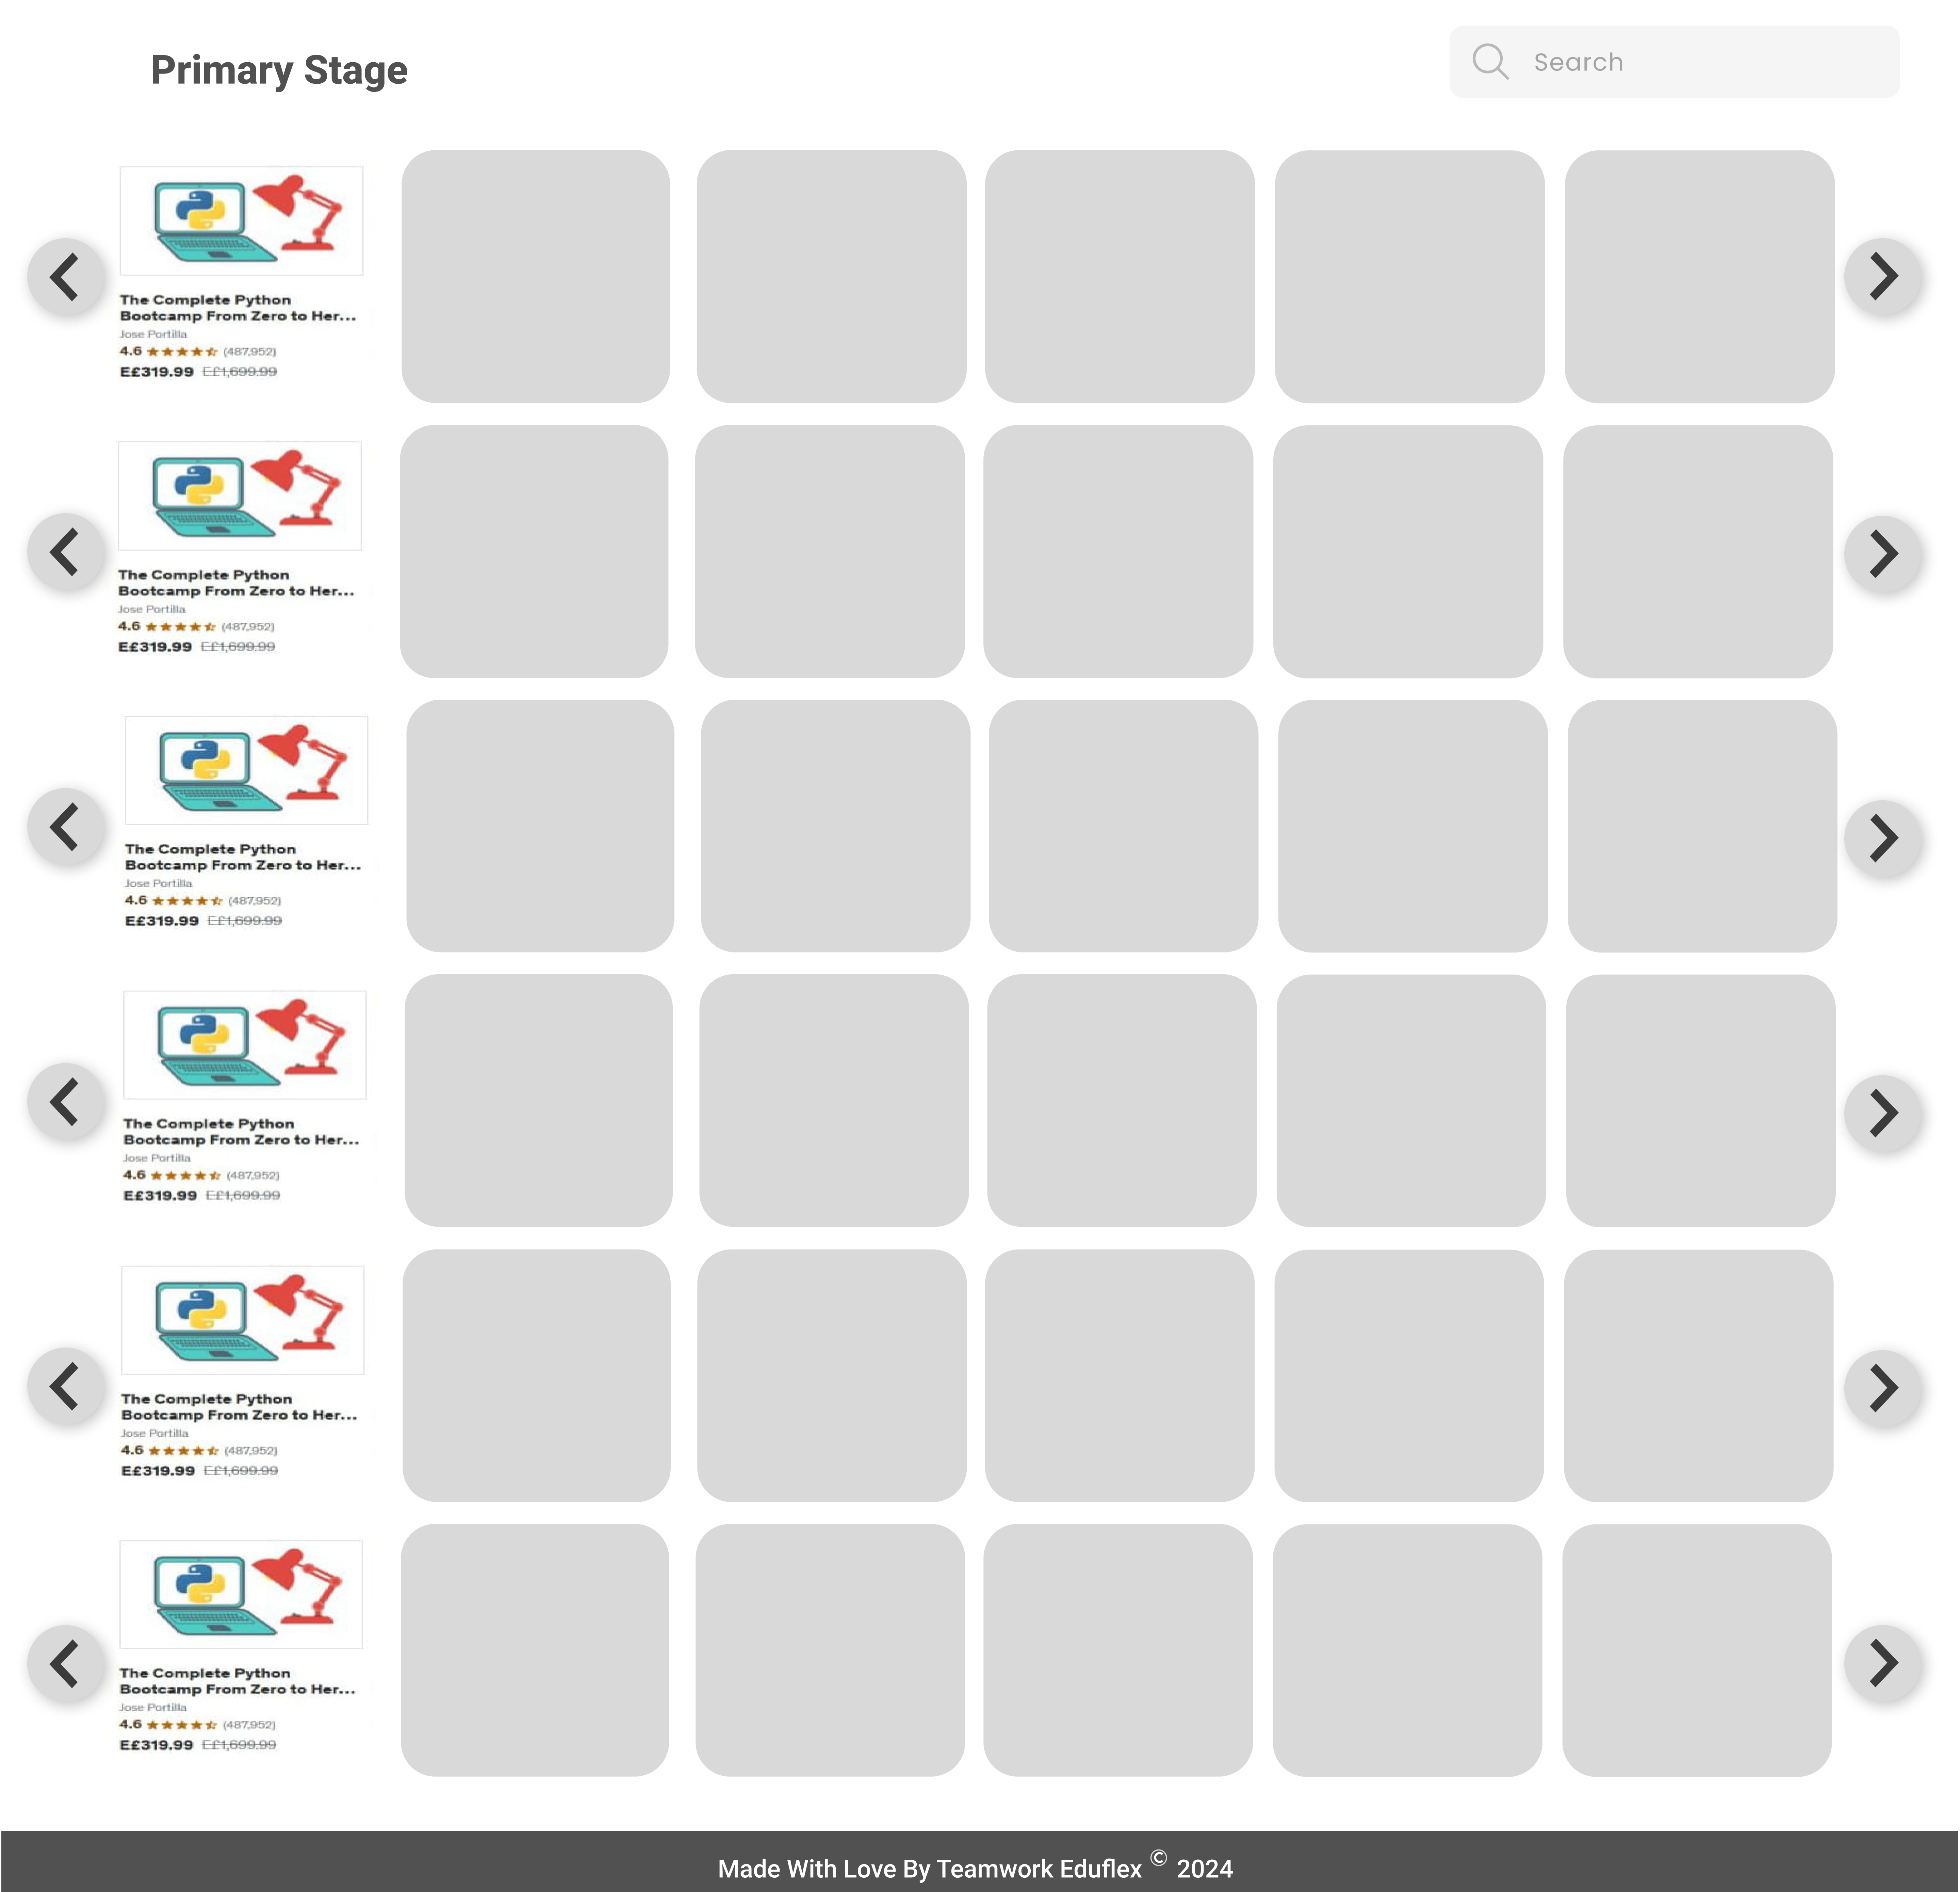 Primary Stage
Search
The Complete Python
Bootcamp From Zero to Her...
Jose Portilla
4.6 (487,952)
E£319.99 E£1,699.99
The Complete Python
Bootcamp From Zero to Her...
Jose Portilla
4.6 (487,952)
E£319.99 E£1,699.99
The Complete Python
Bootcamp From Zero to Her...
Jose Portilla
4.6 (487,952)
E£319.99 E£1,699.99
The Complete Python
Bootcamp From Zero to Her...
Jose Portilla
4.6 (487,952)
E£319.99 E£1,699.99
The Complete Python
Bootcamp From Zero to Her...
Jose Portilla
4.6 (487,952)
E£319.99 E£1,699.99
The Complete Python
Bootcamp From Zero to Her...
Jose Portilla
4.6 (487,952)
E£319.99 E£1,699.99
Made With Love By Teamwork Eduflex © 2024